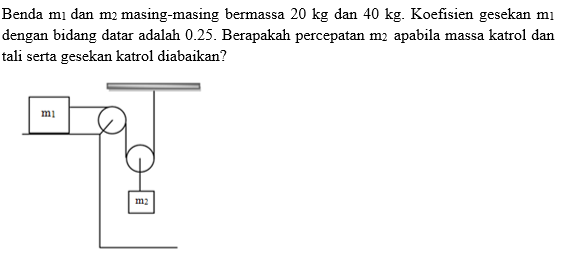 Benda m1 dan m2 masing-masing bermassa 20 kg dan 40 kg. Koefisien gesekan m1
dengan bidang datar adalah 0.25. Berapakah percepatan m2 apabila massa katrol dan
tali serta gesekan katrol diabaikan?
m1
m2